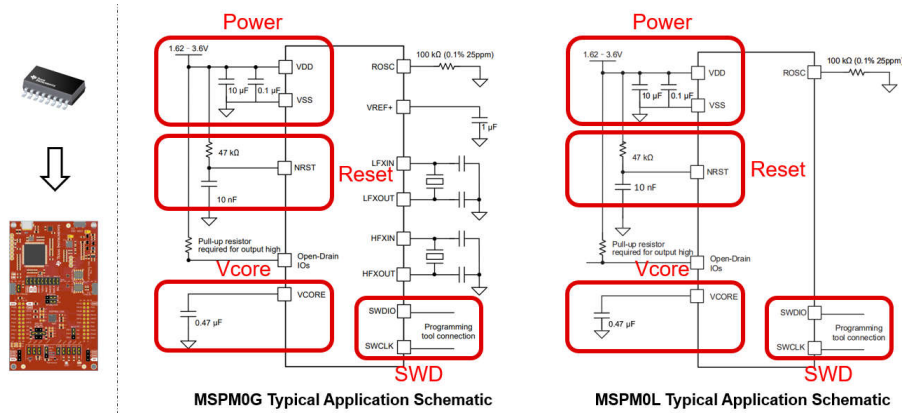 Power
1.62 - 3.6V
VDD
10 µF
0.1 µF
VSS
47 kΩ
NRST
Reset
10 nF
Pull-up resistor
required for output high
Open-Drain
IOs
Vcore
VCORE
0.47 µF
ROSC
100 kΩ (0.1% 25ppm)
VREF+
1 µF
LFXIN
LFXOUT
HFXIN
HFXOUT
SWDIO
Programming
tool connection
SWCLK
SWD
MSPM0G Typical Application Schematic
Power
1.62 - 3.6V
VDD
10 µF
0.1 µF
VSS
47 kΩ
NRST
Reset
10 nF
Pull-up resistor
required for output high
Open-Drain
IOs
Vcore
VCORE
0.47 µF
ROSC
100 kΩ (0.1% 25ppm)
SWDIO
Programming
tool connection
SWCLK
SWD
MSPM0L Typical Application Schematic